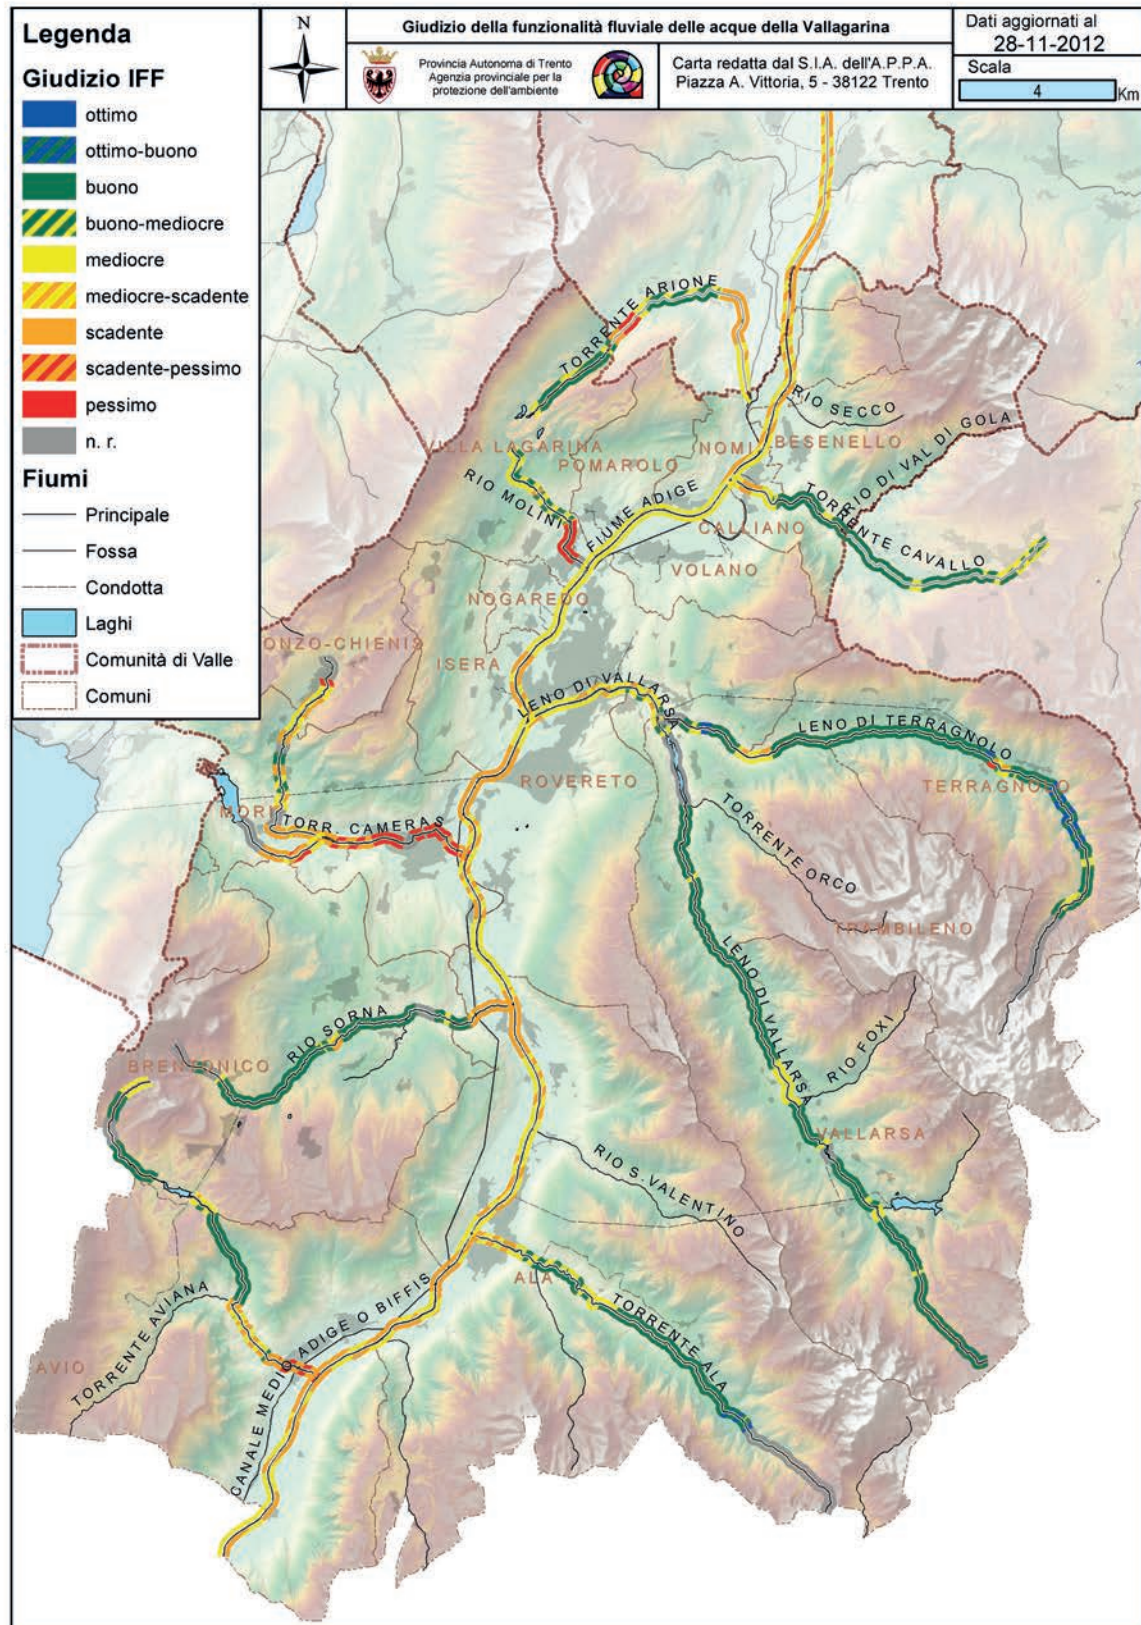 Legenda
Giudizio IFF
ottimo
ottimo-buono
buono
buono-mediocre
mediocre
mediocre-scadente
scadente
scadente-pessimo
pessimo
n. r.
Fiumi
Principale
Fossa
Condotta
Laghi
Comunità di Valle
Comuni
N
Giudizio della funzionalità fluviale delle acque della Vallagarina
Provincia Autonoma di Trento
Agenzia provinciale per la
protezione dell'ambiente
Carta redatta dal S.I.A. dell'A.P.P.A.
Piazza A. Vittoria, 5 - 38122 Trento
Dati aggiornati al
28-11-2012
Scala
4
Km
TORRENTE ARIONE
RIO SECCO
VILLA LAGARINA
POMAROLO
NOMI
BESENELLO
RIO DI VAL DI GOLA
RIO MOLINI
FIUME ADIGE
CALLIANO
TORRENTE CAVALLO
VOLANO
NOGAREDO
ONZO-CHIENIS
ISERA
LENO DI VALLARSA
LENO DI TERRAGNOLO
ROVERETO
TERRAGNOLO
MORI
TORR. CAMERAS
TORRENTE ORCO
TRAMBILENO
LENO DI VALLARSA
RIO SORNA
RIO FOXI
BRENTONICO
VALLARSA
RIO S. VALENTINO
ALA
TORRENTE AVIANA
CANALE MEDIO ADIGE O BIFFIS
TORRENTE ALA
AVIO